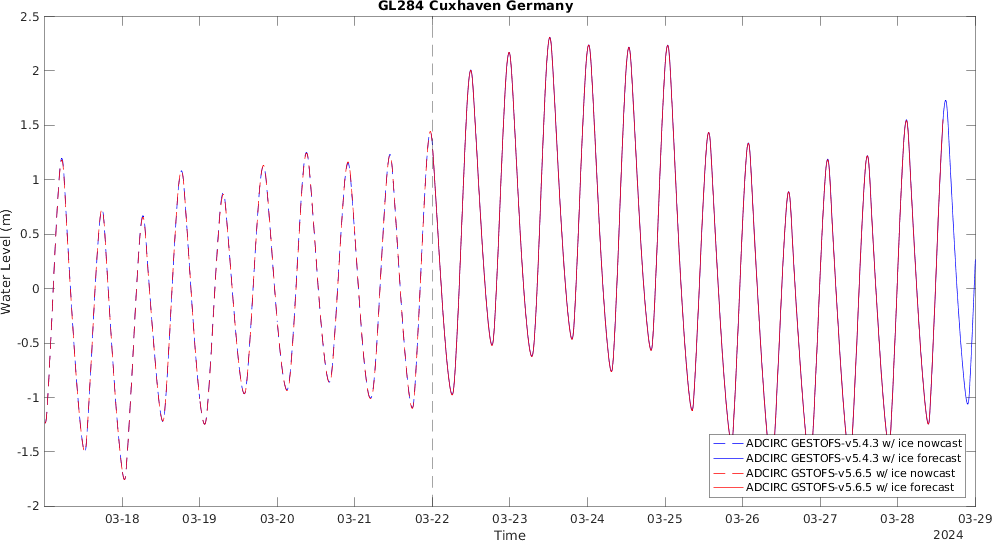 GL284 Cuxhaven Germany
2.5
2
1.5
1
0.5
0
-0.5
-1
-1.5
-2
Water Level (m)
ADCIRC GESTOFS-v5.4.3 w/ ice nowcast
ADCIRC GESTOFS-v5.4.3 w/ ice forecast
ADCIRC GSTOFS-v5.6.5 w/ ice nowcast
ADCIRC GSTOFS-v5.6.5 w/ ice forecast
03-18 03-19 03-20 03-21 03-22 03-23 03-24 03-25 03-26 03-27 03-28 03-29
Time
2024